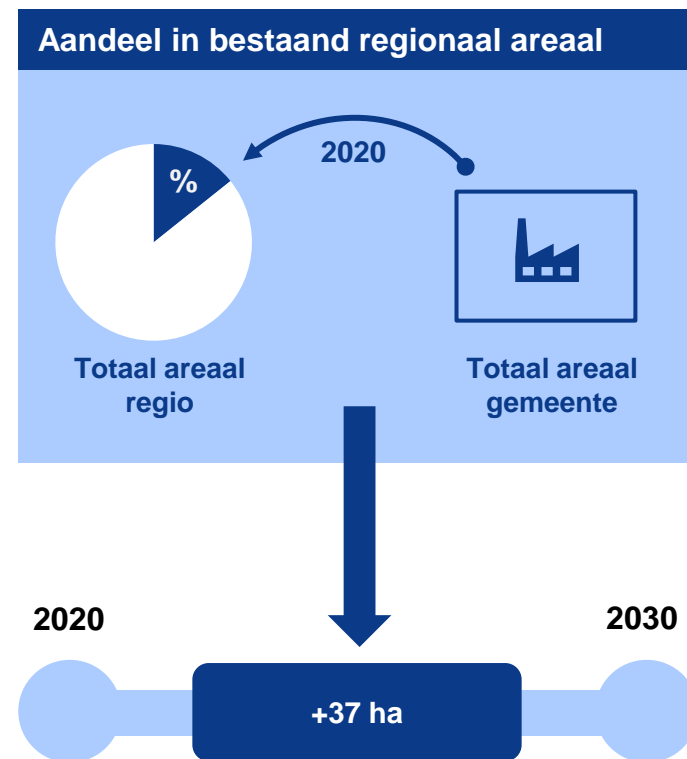 Aandeel in bestaand regionaal areaal
2020
%
Totaal areaal
regio
Totaal areaal
gemeente
2020
2030
+37 ha